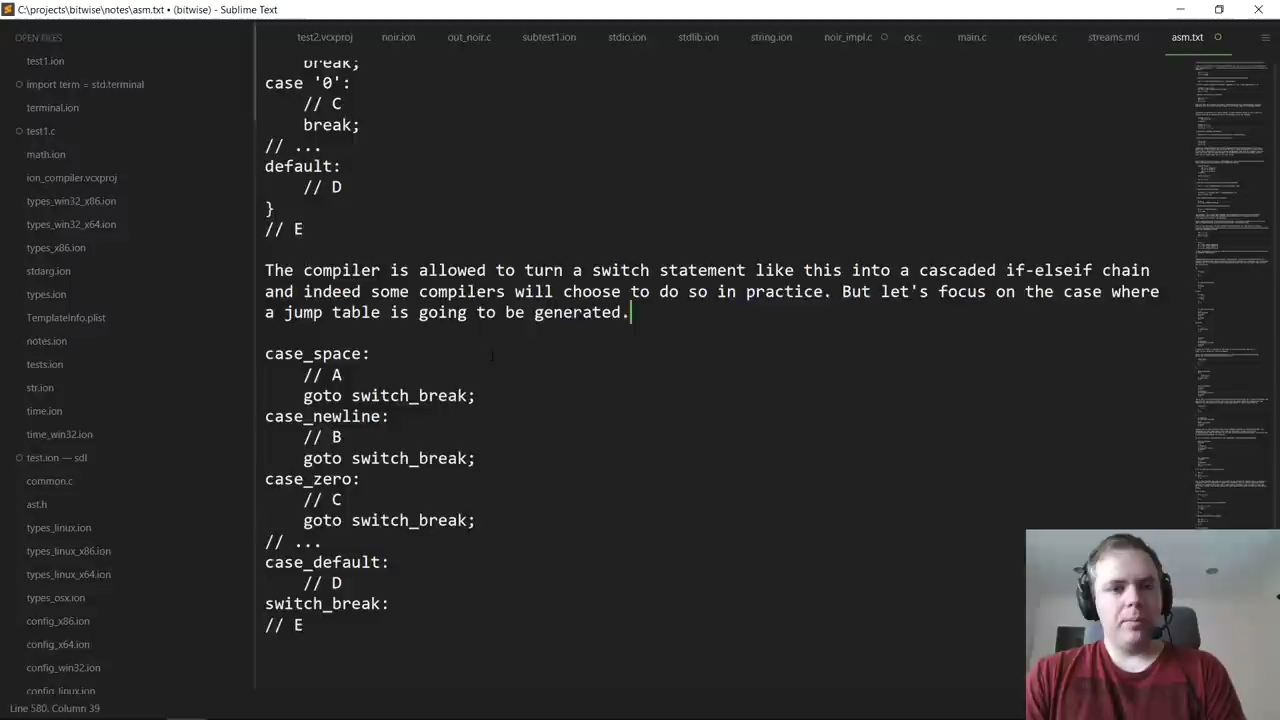 C:\projects\bitwise\notes\asm.txt • (bitwise) - Sublime Text
OPEN FILES
test1.ion
import term = std.terminal
terminal.ion
test1.c
math.ion
ion_compiler.vcxproj
types_win32_x86.ion
types_win32_x64.ion
types_x86.ion
stdarg.ion
types.ion
TemplateInfo.plist
notes.ion
tests.ion
str.ion
time.ion
time_win32.ion
test.ion — sdl
common.c
ast.h
types_linux.ion
types_linux_x86.ion
types_linux_x64.ion
types_osx.ion
config_x86.ion
config_x64.ion
config_win32.ion
config_linux.ion
test2.vcxproj noir.ion out_noir.c subtest1.ion stdio.ion stdlib.ion string.ion noir_impl.c os.c main.c resolve.c streams.md asm.txt
break;
case '0':
// C
break;
// ...
default:
// D
}
// E
The compiler is allowed to turn a switch statement like this into a cascaded if-elseif chain
and indeed some compilers will choose to do so in practice. But let's focus on the case where
a jump table is going to be generated.
case_space:
// A
goto switch_break;
case_newline:
// B
goto switch_break;
case_zero:
// C
goto switch_break;
// ...
case_default:
// D
switch_break:
// E
Line 580, Column 39